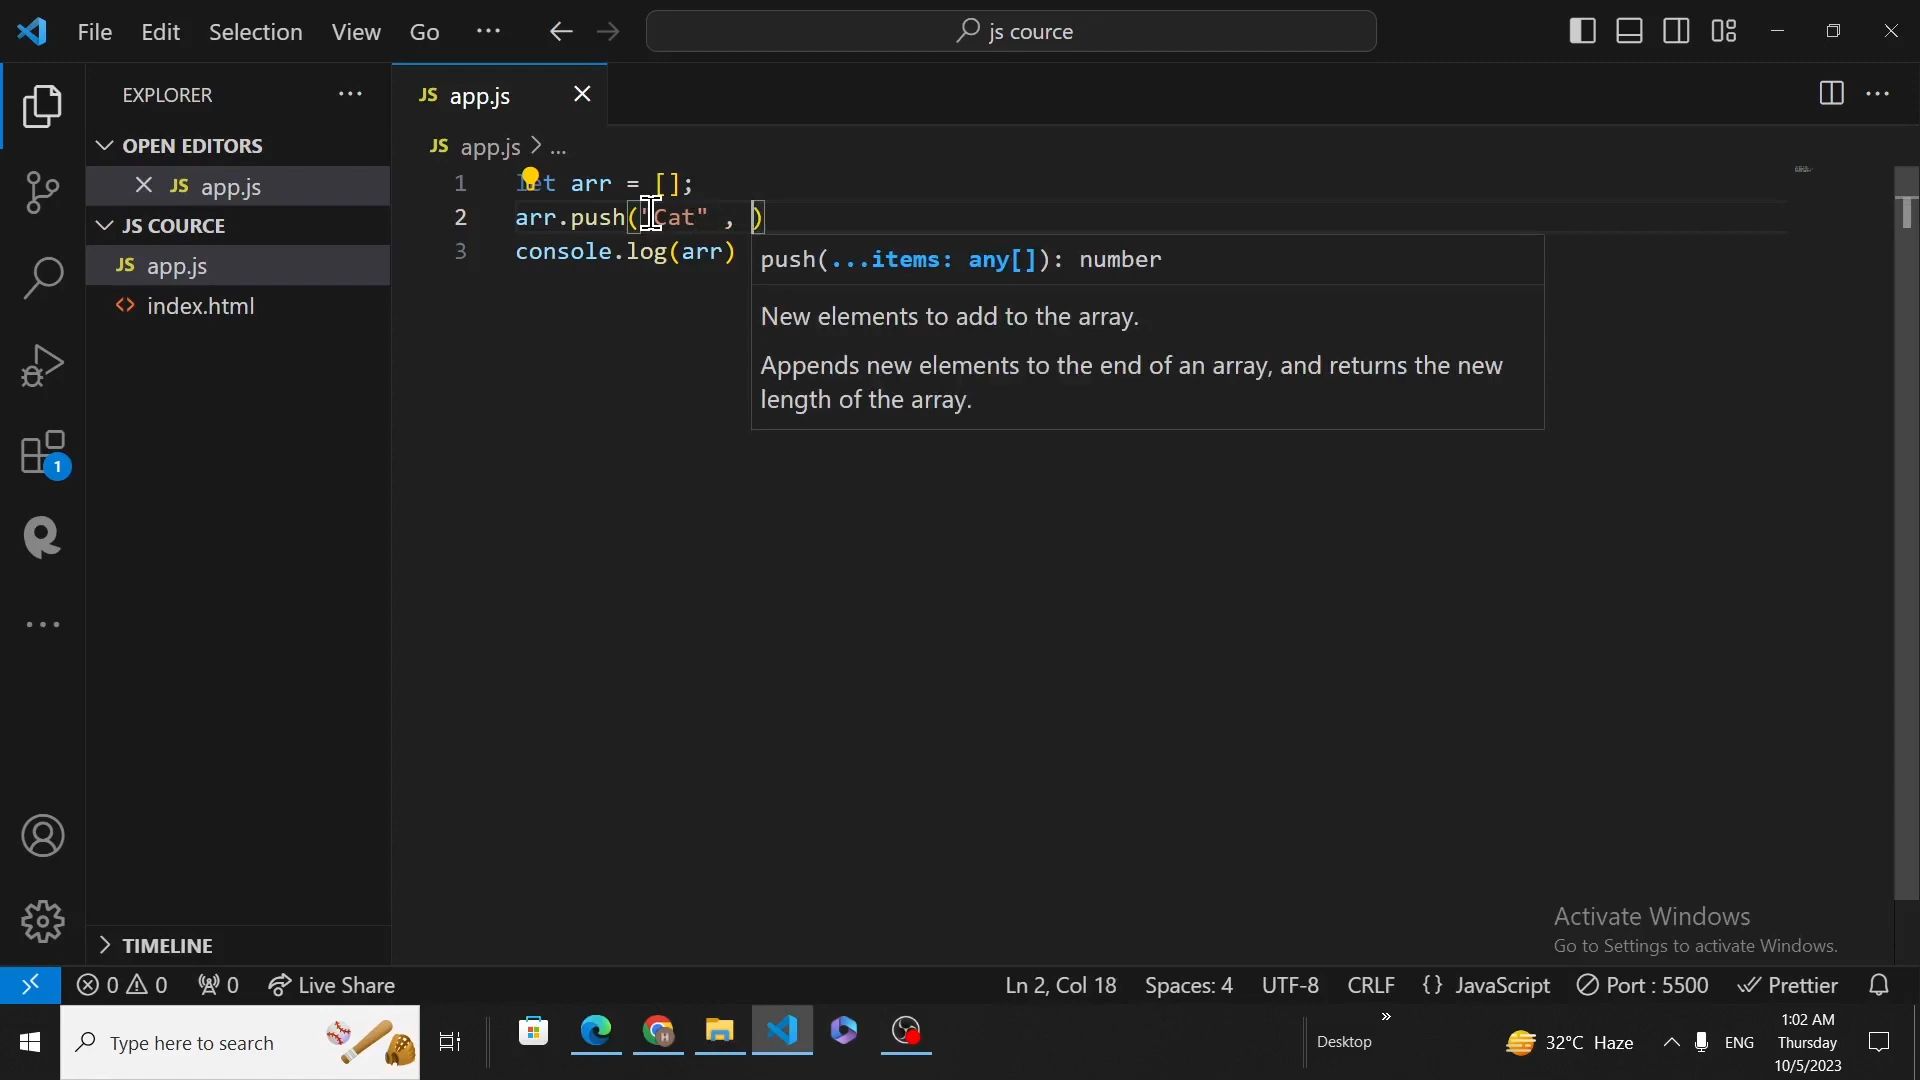 File Edit Selection View Go ··· js cource
EXPLORER ···
JS app.js
OPEN EDITORS
JS app.js > ...
JS app.js
JS COURCE
JS app.js
index.html
1 let arr = [];
2 arr.push("Cat" , )
3 console.log(arr)
push(...items: any[]): number
New elements to add to the array.
Appends new elements to the end of an array, and returns the new
length of the array.
1
TIMELINE
Activate Windows
Go to Settings to activate Windows.
0 0 0 Live Share Ln 2, Col 18 Spaces: 4 UTF-8 CRLF {} JavaScript Port : 5500 Prettier
Type here to search
Desktop
»
32°C Haze
ENG
1:02 AM
Thursday
10/5/2023